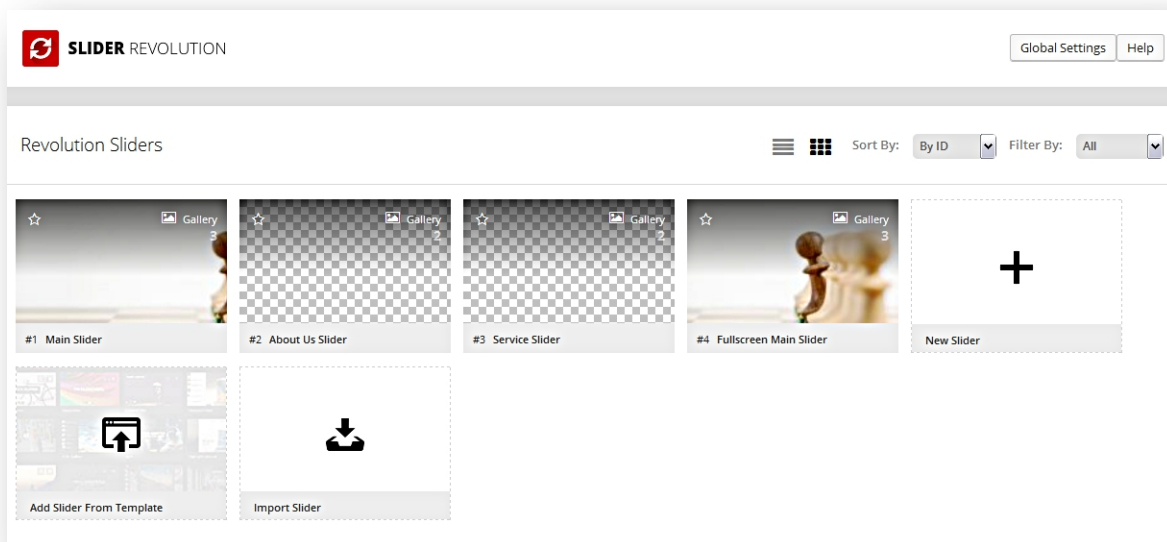 SLIDER REVOLUTION
Global Settings
Help
Revolution Sliders
Sort By:
By ID
Filter By:
All
Gallery
3
#1 Main Slider
Gallery
2
#2 About Us Slider
Gallery
2
#3 Service Slider
Gallery
3
#4 Fullscreen Main Slider
New Slider
Add Slider From Template
Import Slider